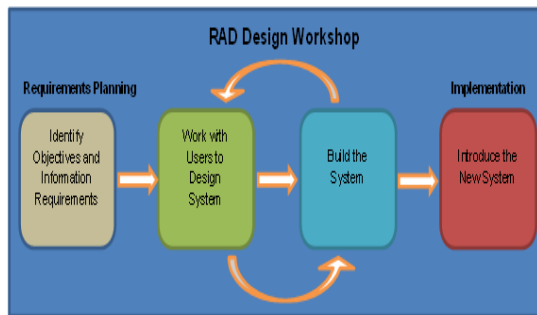 RAD Design Workshop
Requirements Planning
Implementation
Identify
Objectives and
Information
Requirements
Work with
Users to
Design
System
Build the
System
Introduce the
New System